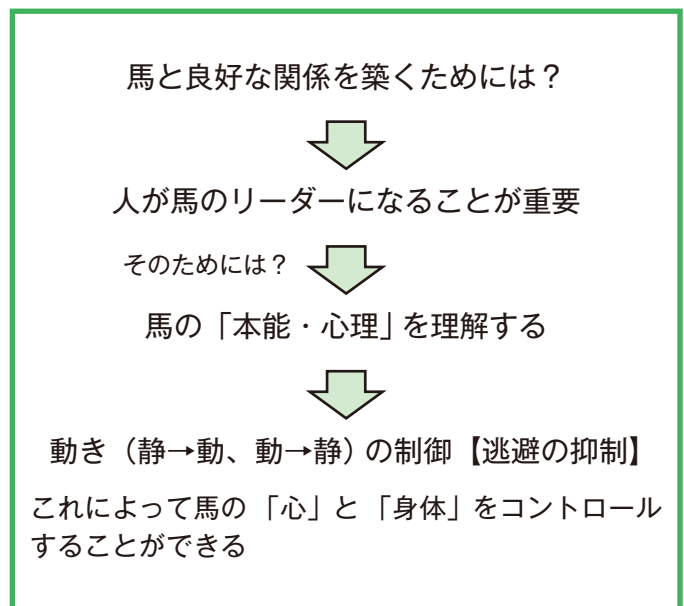 馬と良好な関係を築くためには？
人が馬のリーダーになることが重要
そのためには？
馬の「本能・心理」を理解する
動き（静→動、動→静）の制御【逃避の抑制】
これによって馬の「心」と「身体」をコントロール
することができる